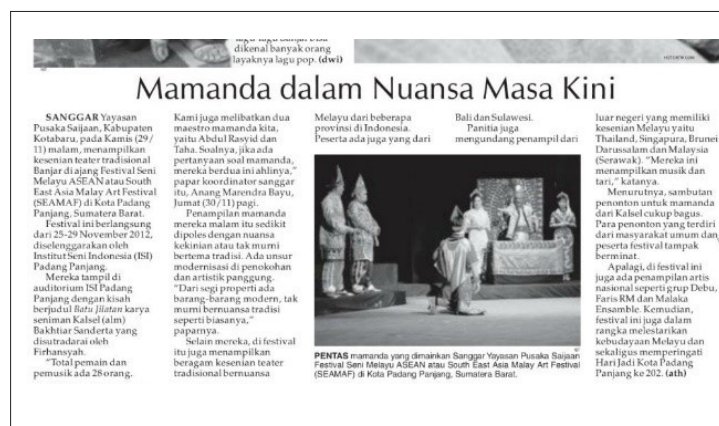 dikenal banyak orang
layaknya lagu pop. (dwi)
Mamanda dalam Nuansa Masa Kini
SANGGAR Yayasan
Pusaka Saijaan, Kabupaten
Kotabaru, pada Kamis (29/
11) malam, menampilkan
kesenian teater tradisional
Banjar di ajang Festival Seni
Melayu ASEAN atau South
East Asia Malay Art Festival
(SEAMAF) di Kota Padang
Panjang, Sumatera Barat.
Festival ini berlangsung
dari 25-29 November 2012,
diselenggarakan oleh
Institut Seni Indonesia (ISI)
Padang Panjang.
Mereka tampil di
auditorium ISI Padang
Panjang dengan kisah
berjudul Batu Jilatan karya
seniman Kalsel (alm)
Bakhtiar Sanderta yang
disutradarai oleh
Firhansyah.
"Total pemain dan
pemusik ada 28 orang.
Kami juga melibatkan dua
maestro mamanda kita,
yaitu Abdul Rasyid dan
Taha. Soalnya, jika ada
pertanyaan soal mamanda,
mereka berdua ini ahlinya,"
papar koordinator sanggar
itu, Anang Marendra Bayu,
Jumat (30/11) pagi.
Penampilan mamanda
mereka malam itu sedikit
dipoles dengan nuansa
kekinian atau tak murni
bertema tradisi. Ada unsur
modernisasi di penokohan
dan artistik panggung.
"Dari segi properti ada
barang-barang modern, tak
murni bernuansa tradisi
seperti biasanya,"
paparnya.
Selain mereka, di festival
itu juga menampilkan
beragam kesenian teater
tradisional bernuansa
Melayu dari beberapa
provinsi di Indonesia.
Peserta ada juga yang dari
Bali dan Sulawesi.
Panitia juga
mengundang penampil dari
PENTAS mamanda yang dimainkan Sanggar Yayasan Pusaka Saijaan
Festival Seni Melayu ASEAN atau South East Asia Malay Art Festival
(SEAMAF) di Kota Padang Panjang, Sumatera Barat.
luar negeri yang memiliki
kesenian Melayu yaitu
Thailand, Singapura, Brunei
Darussalam dan Malaysia
(Serawak). "Mereka ini
menampilkan musik dan
tari," katanya.
Menurutnya, sambutan
penonton untuk mamanda
dari Kalsel cukup bagus.
Para penonton yang terdiri
dari masyarakat umum dan
peserta festival tampak
berminat.
Apalagi, di festival ini
juga ada penampilan artis
nasional seperti grup Debu,
Faris RM dan Malaka
Ensamble. Kemudian,
festival ini juga dalam
rangka melestarikan
kebudayaan Melayu dan
sekaligus memperingati
Hari Jadi Kota Padang
Panjang ke 202. (ath)